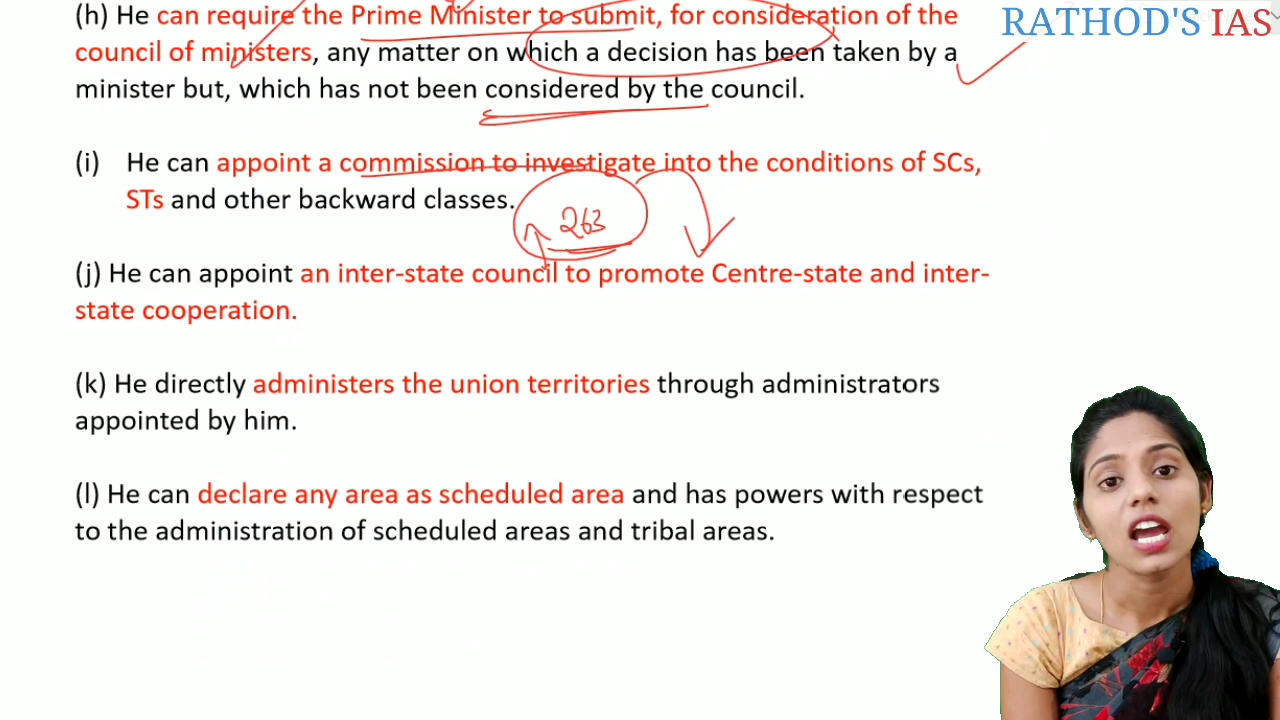 (h) He can require the Prime Minister to submit, for consideration of the
RATHOD'S IAS
council of ministers, any matter on which a decision has been taken by a
minister but, which has not been considered by the council.
(i) He can appoint a commission to investigate into the conditions of SCs,
STs and other backward classes.
263
(j) He can appoint an inter-state council to promote Centre-state and inter-
state cooperation.
(k) He directly administers the union territories through administrators
appointed by him.
(l) He can declare any area as scheduled area and has powers with respect
to the administration of scheduled areas and tribal areas.